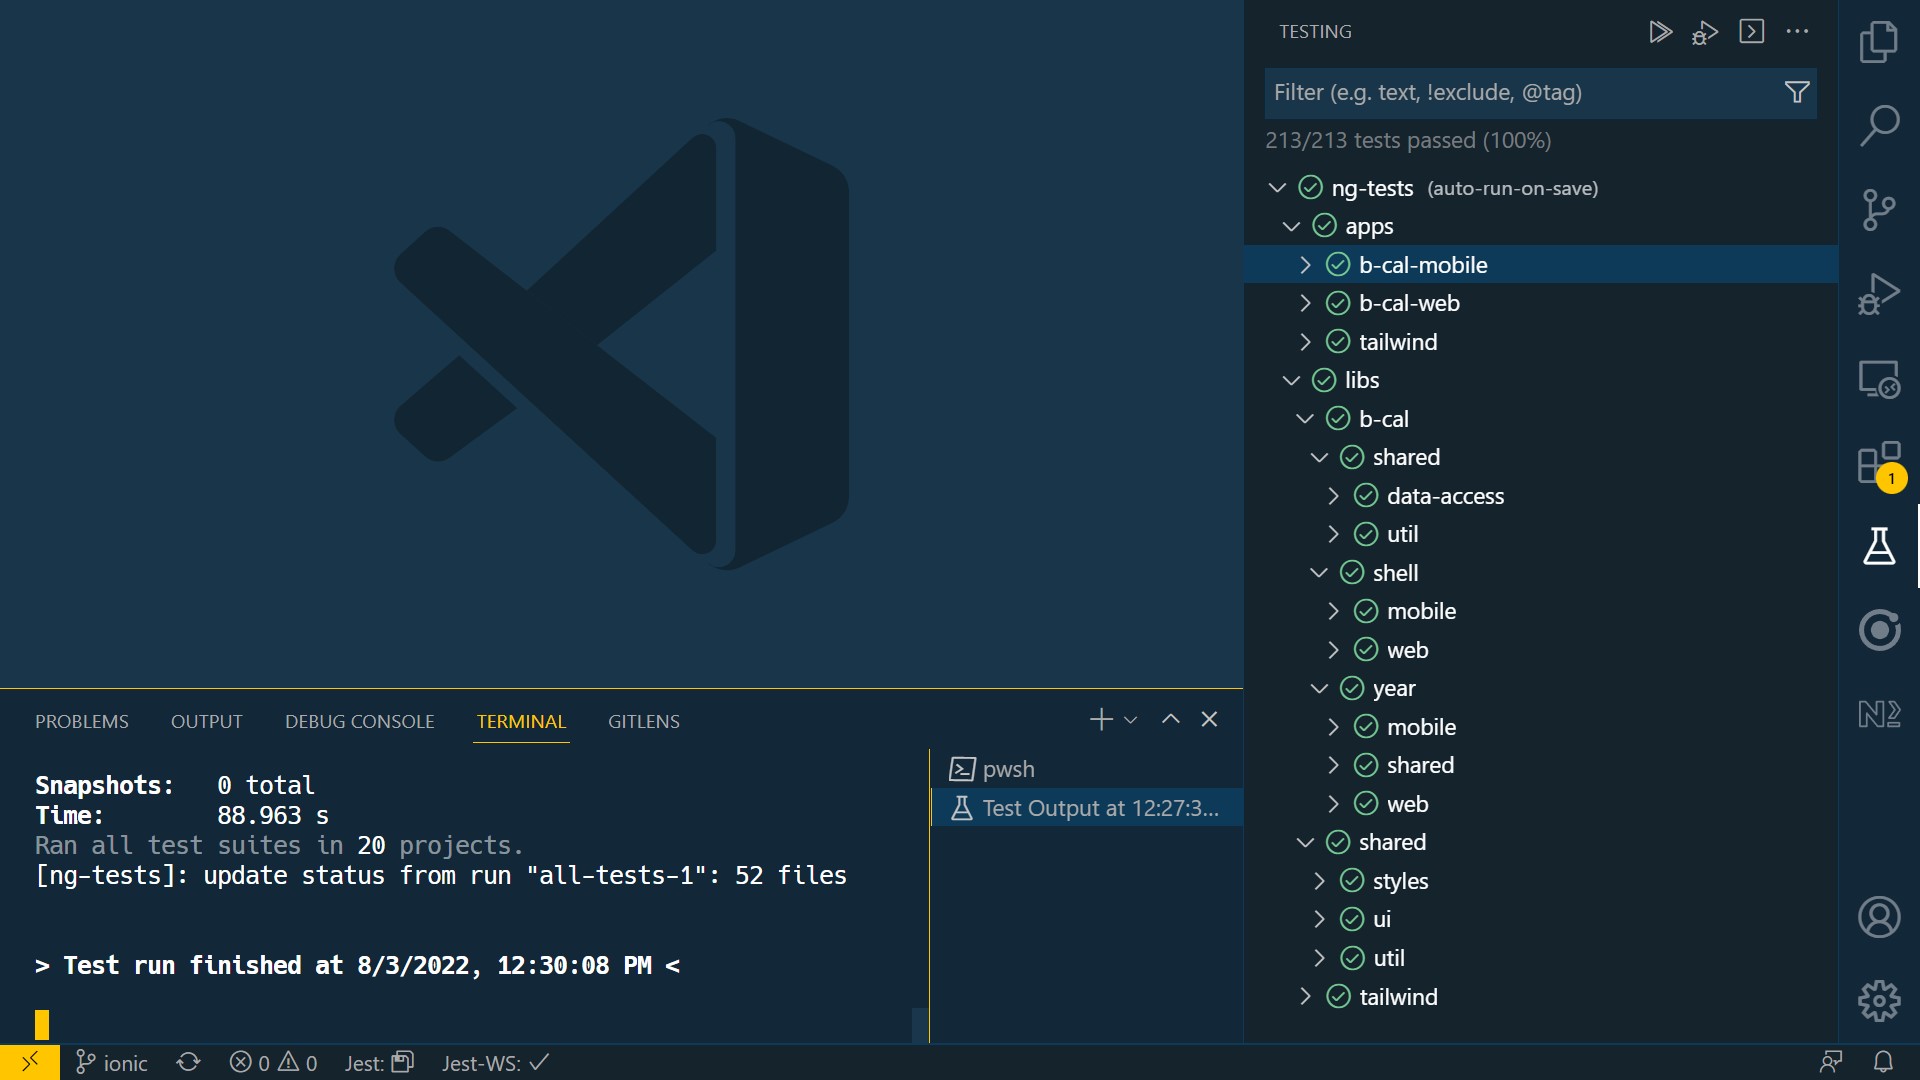 TESTING
Filter (e.g. text, !exclude, @tag)
213/213 tests passed (100%)
ng-tests (auto-run-on-save)
apps
b-cal-mobile
b-cal-web
tailwind
libs
b-cal
shared
data-access
util
shell
mobile
web
year
mobile
shared
web
shared
styles
ui
util
tailwind
1
PROBLEMS OUTPUT DEBUG CONSOLE TERMINAL GITLENS
Snapshots: 0 total
Time: 88.963 s
Ran all test suites in 20 projects.
[ng-tests]: update status from run "all-tests-1": 52 files
> Test run finished at 8/3/2022, 12:30:08 PM <
pwsh
Test Output at 12:27:3...
ionic 0 0 Jest: Jest-WS: